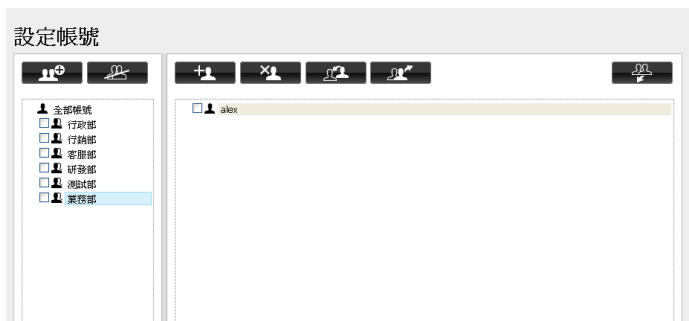 設定帳號
全部帳號
行政部
行銷部
客服部
研發部
測試部
業務部
alex